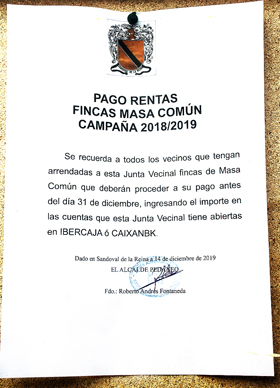 PAGO RENTAS
FINCAS MASA COMÚN
CAMPAÑA 2018/2019
Se recuerda a todos los vecinos que tengan
arrendadas a esta Junta Vecinal fincas de Masa
Común que deberán proceder a su pago antes
del día 31 de diciembre, ingresando el importe en
las cuentas que esta Junta Vecinal tiene abiertas
en IBERCAJA ó CAIXANBK.
Dado en Sandoval de la Reina a 14 de diciembre de 2019
EL ALCALDE PEDÁNEO
Fdo.: Roberto Andrés Fontaneda